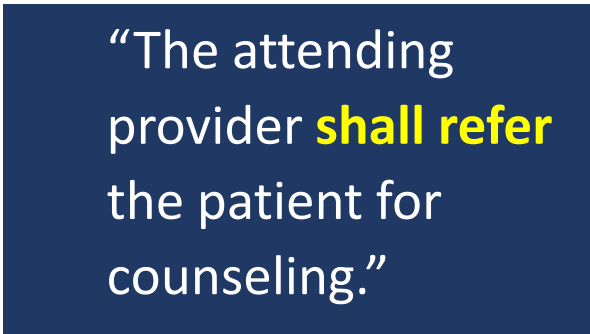 “The attending
provider shall refer
the patient for
counseling.”